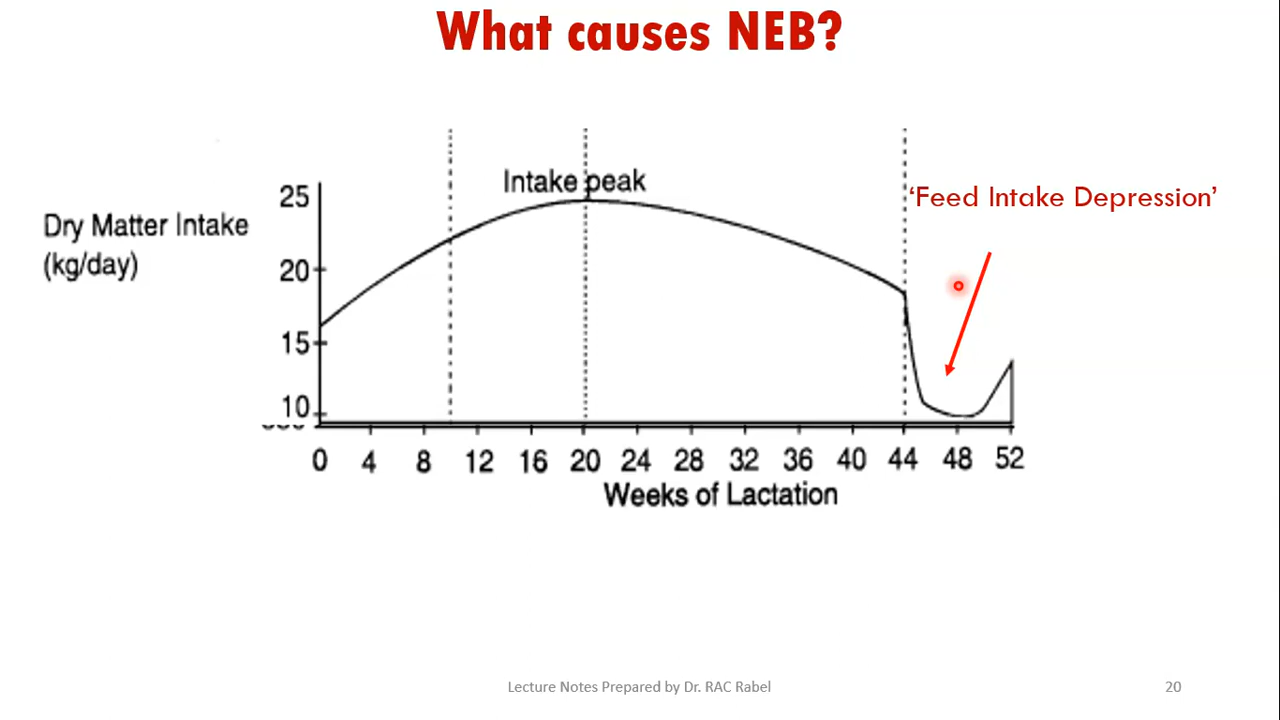 What causes NEB?
Intake peak
'Feed Intake Depression'
Dry Matter Intake
(kg/day)
25
20
15
10
0 4 8 12 16 20 24 28 32 36 40 44 48 52
Weeks of Lactation
Lecture Notes Prepared by Dr. RAC Rabel
20